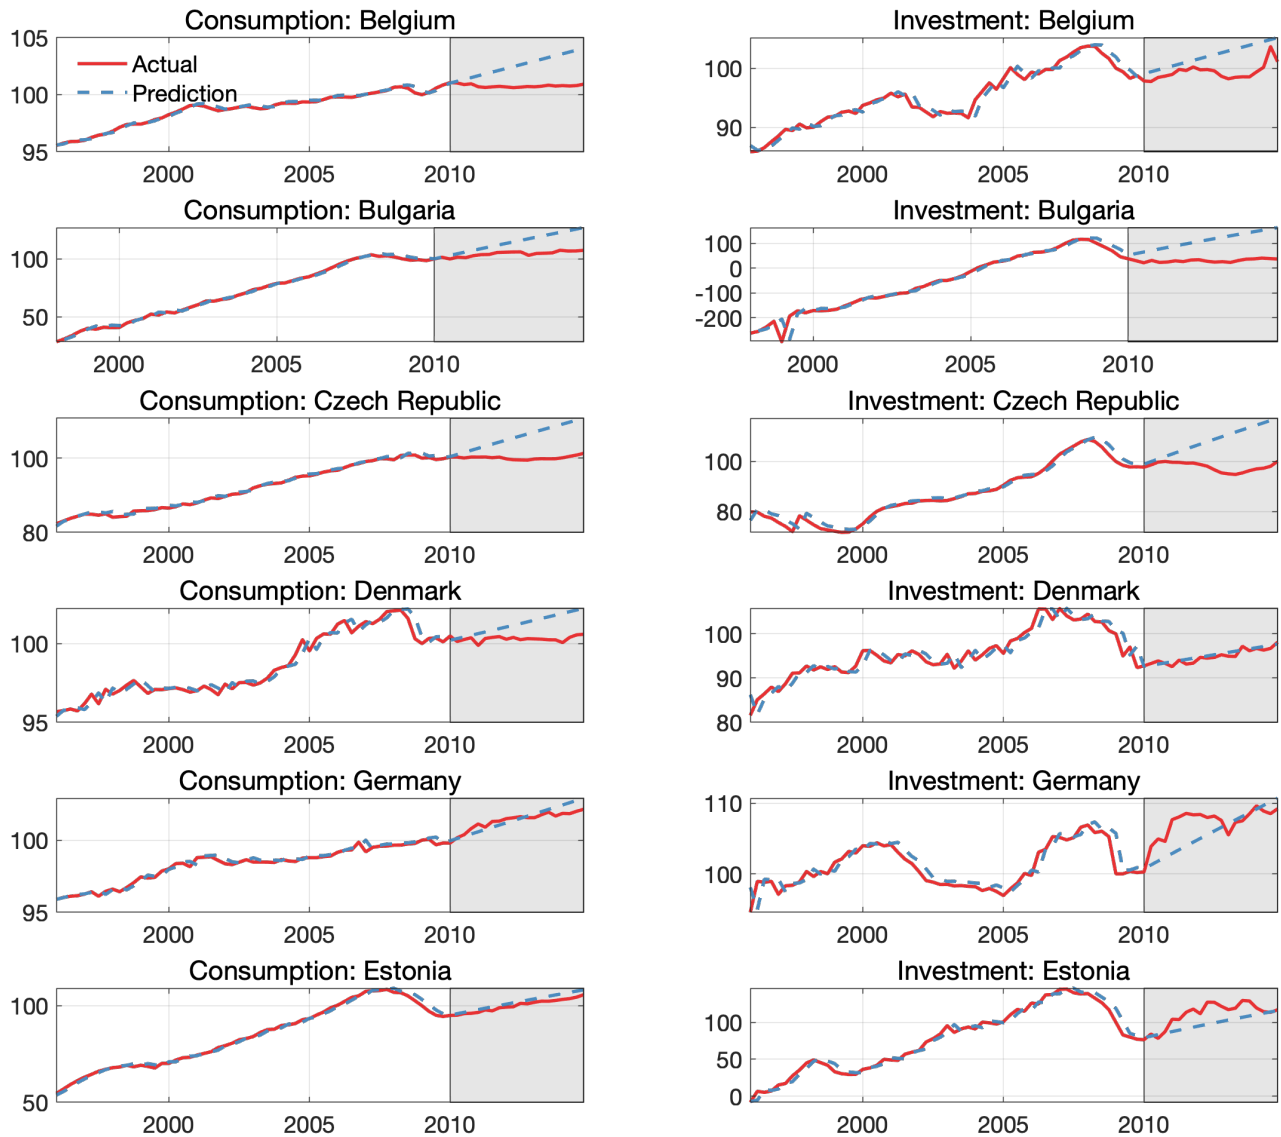 Consumption: Belgium
105
100
95
Actual
Prediction
2000 2005 2010
Investment: Belgium
100
90
2000 2005 2010
Consumption: Bulgaria
100
50
2000 2005 2010
Investment: Bulgaria
100
0
-100
-200
2000 2005 2010
Consumption: Czech Republic
100
80
2000 2005 2010
Investment: Czech Republic
100
80
2000 2005 2010
Consumption: Denmark
100
95
2000 2005 2010
Investment: Denmark
100
90
80
2000 2005 2010
Consumption: Germany
100
95
2000 2005 2010
Investment: Germany
110
100
2000 2005 2010
Consumption: Estonia
100
50
2000 2005 2010
Investment: Estonia
100
50
0
2000 2005 2010